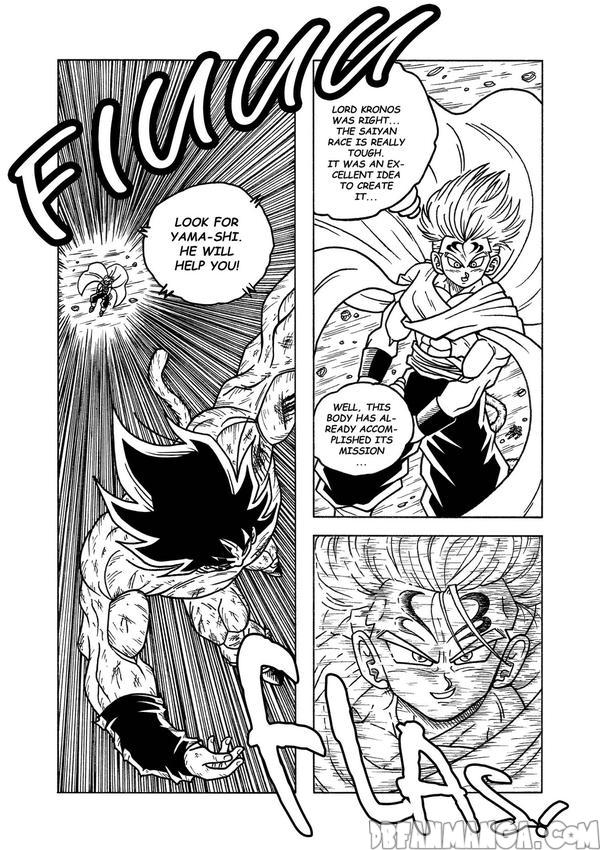 FIUUU
LOOK FOR
YAMA-SHI.
HE WILL
HELP YOU!
LORD KRONOS
WAS RIGHT...
THE SAIYAN
RACE IS REALLY
TOUGH.
IT WAS AN EX-
CELLENT IDEA
TO CREATE
IT...
WELL, THIS
BODY HAS AL-
READY ACCOM-
PLISHED ITS
MISSION
...
FLAS...
DBFANMANGA.COM